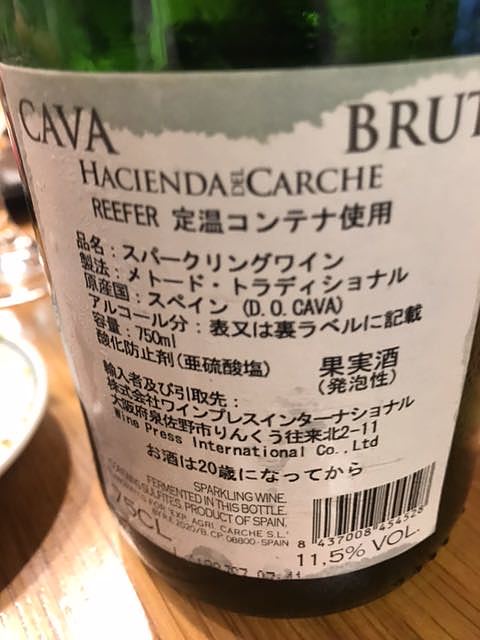 CAVA BRUT
HACIENDA DEL CARCHE
REEFER 定温コンテナ使用
品名：スパークリングワイン
製法：メトード・トラディショナル
原産国：スペイン (D.O.CAVA)
アルコール分：表又は裏ラベルに記載
容量：750ml
酸化防止剤(亜硫酸塩) 果実酒
(発泡性)
輸入者及び引取先：
株式会社ワインプレスインターナショナル
大阪府泉佐野市りんくう往来北2-11
Wine Press International Co.,Ltd
お酒は20歳になってから
SPARKLING WINE.
FERMENTED IN THIS BOTTLE.
SULFITES. PRODUCT OF SPAIN.
FOR EXP. AGRI. CARCHE S.L.
08800-SPAIN
75CL
8 437008 454528
11,5% VOL.